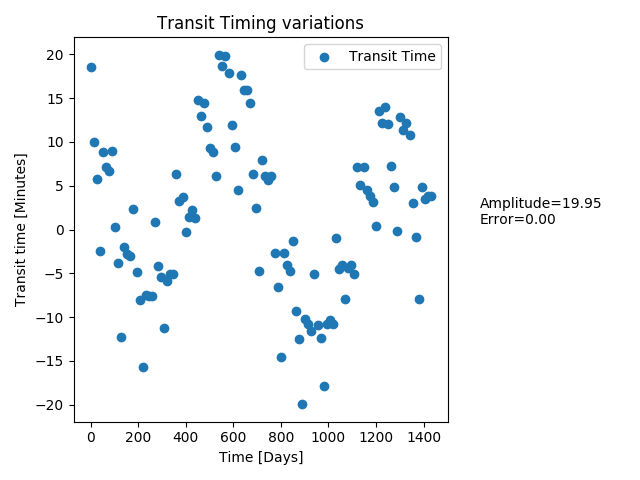 Transit Timing variations
Transit Time
Transit time [Minutes]
20
15
10
5
0
−5
−10
−15
−20
0 200 400 600 800 1000 1200 1400
Time [Days]
Amplitude=19.95
Error=0.00